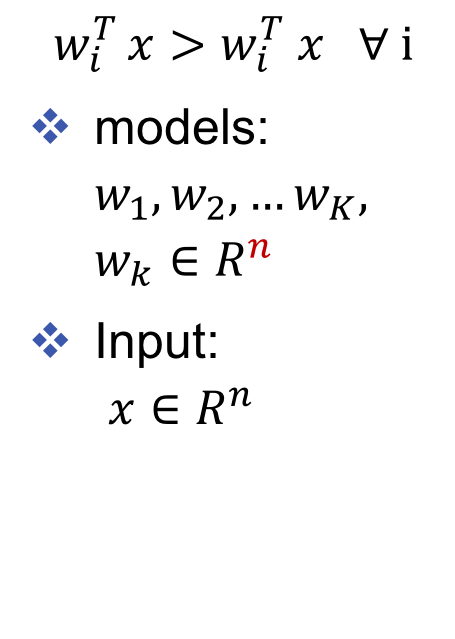 w_i^T x > w_i^T x ∀ i
❖ models:
w_1, w_2, … w_K,
w_k ∈ R^n
❖ Input:
x ∈ R^n